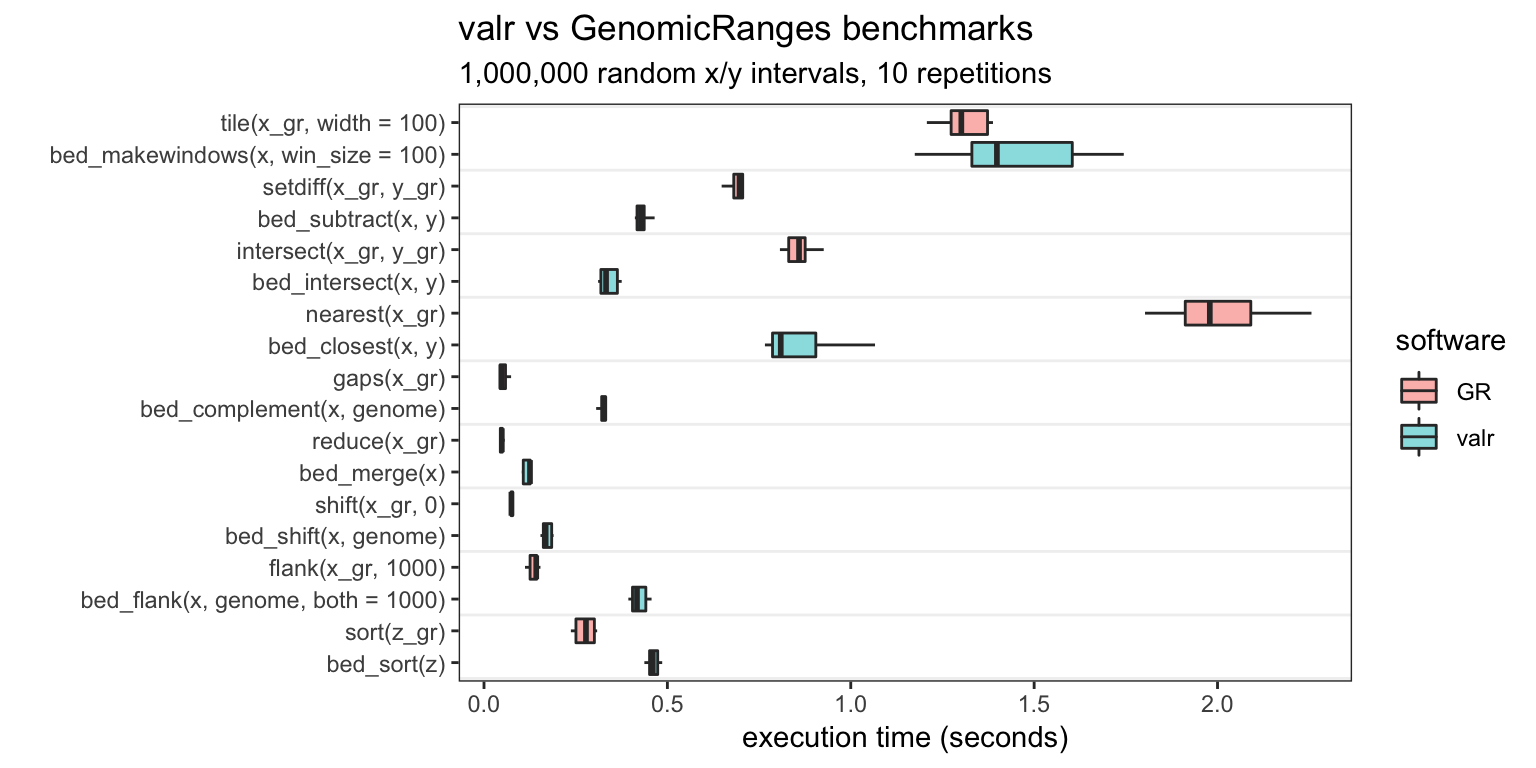 valr vs GenomicRanges benchmarks
1,000,000 random x/y intervals, 10 repetitions
tile(x_gr, width = 100)
bed_makewindows(x, win_size = 100)
setdiff(x_gr, y_gr)
bed_subtract(x, y)
intersect(x_gr, y_gr)
bed_intersect(x, y)
nearest(x_gr)
bed_closest(x, y)
gaps(x_gr)
bed_complement(x, genome)
reduce(x_gr)
bed_merge(x)
shift(x_gr, 0)
bed_shift(x, genome)
flank(x_gr, 1000)
bed_flank(x, genome, both = 1000)
sort(z_gr)
bed_sort(z)
0.0 0.5 1.0 1.5 2.0
execution time (seconds)
software
GR
valr